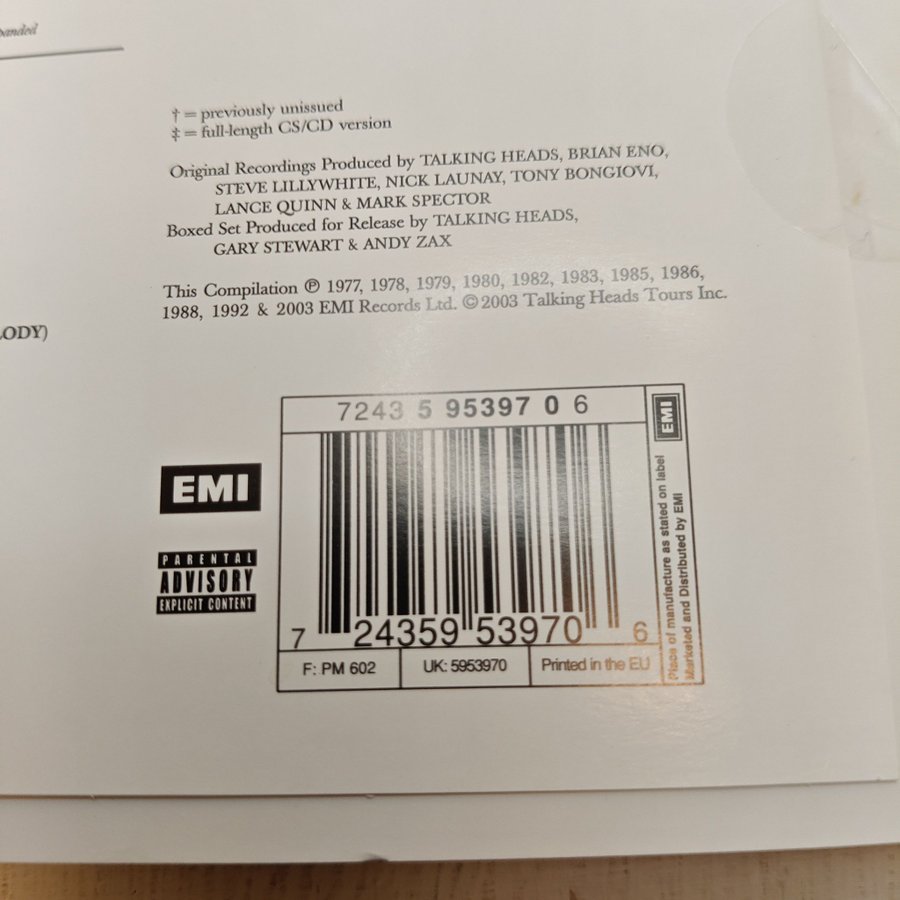 panded
† = previously unissued
‡ = full-length CS/CD version
Original Recordings Produced by TALKING HEADS, BRIAN ENO,
STEVE LILLYWHITE, NICK LAUNAY, TONY BONGIOVI,
LANCE QUINN & MARK SPECTOR
Boxed Set Produced for Release by TALKING HEADS,
GARY STEWART & ANDY ZAX
This Compilation ℗ 1977, 1978, 1979, 1980, 1982, 1983, 1985, 1986,
1988, 1992 & 2003 EMI Records Ltd. © 2003 Talking Heads Tours Inc.
LODY)
7243 5 95397 0 6
EMI
Place of manufacture as stated on label
Marketed and Distributed by EMI
EMI
PARENTAL
ADVISORY
EXPLICIT CONTENT
7 24359 53970 6
F: PM 602
UK: 5953970
Printed in the EU